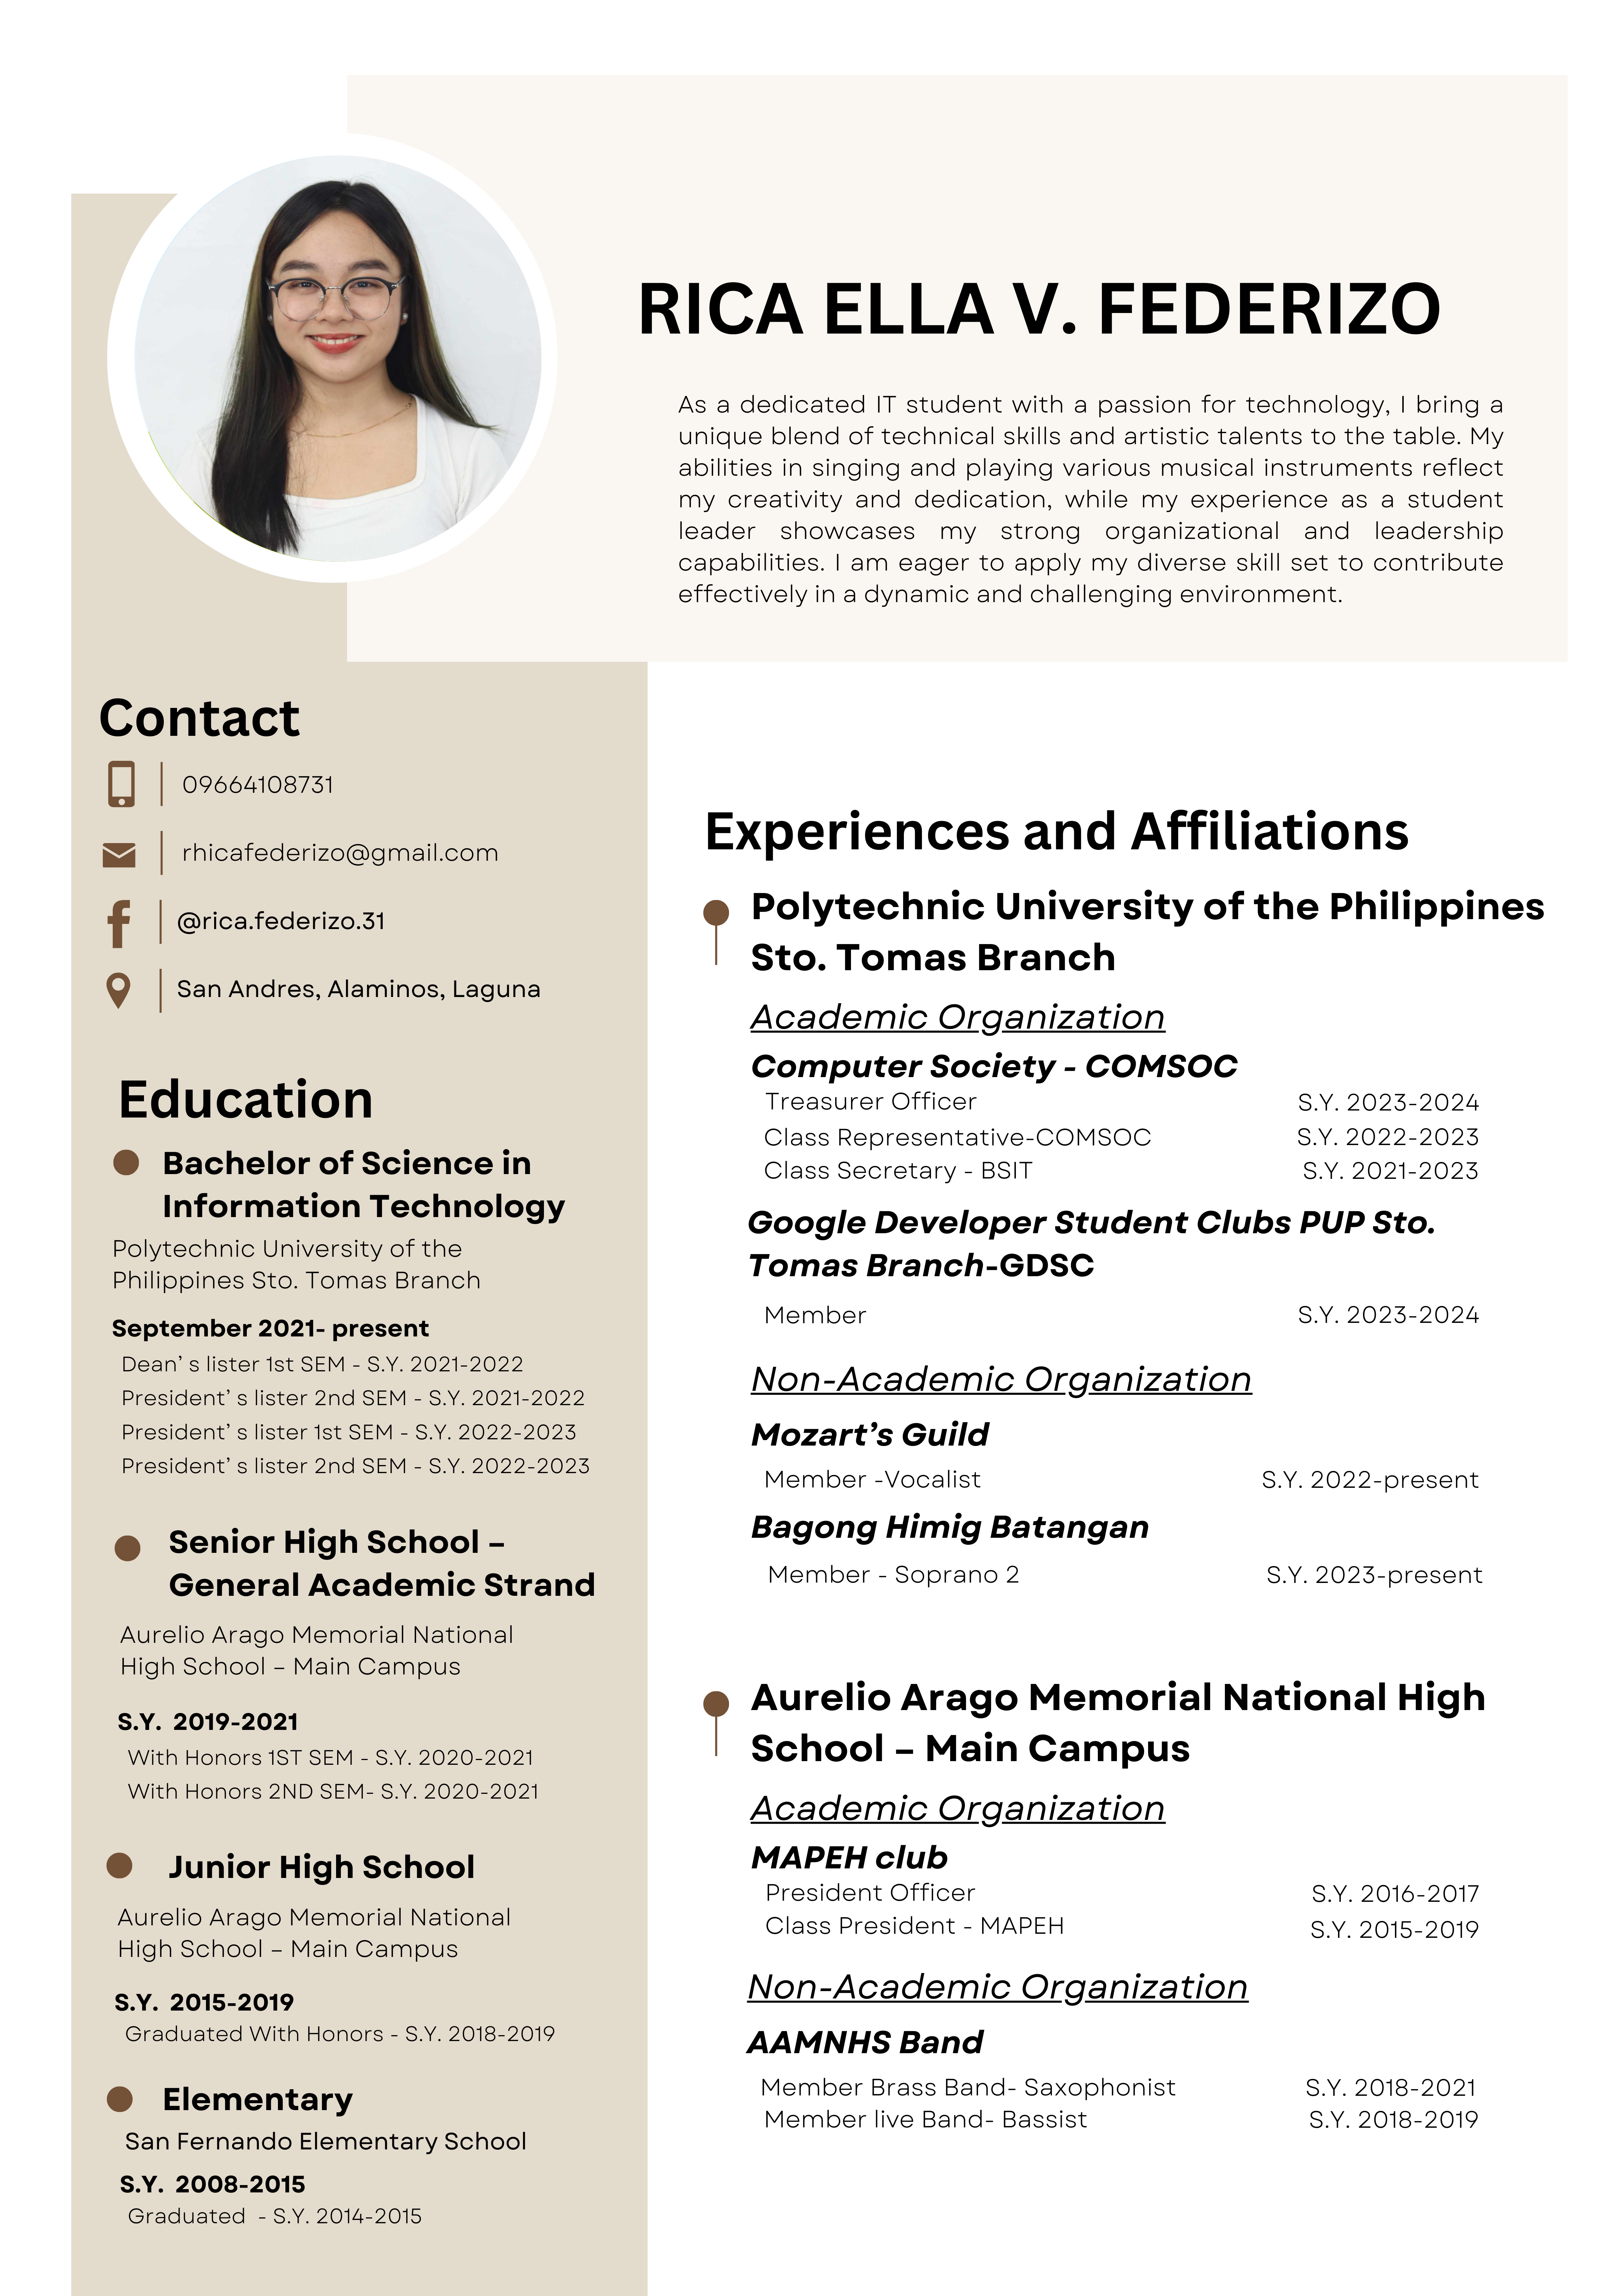 RICA ELLA V. FEDERIZO
As a dedicated IT student with a passion for technology, I bring a
unique blend of technical skills and artistic talents to the table. My
abilities in singing and playing various musical instruments reflect
my creativity and dedication, while my experience as a student
leader showcases my strong organizational and leadership
capabilities. I am eager to apply my diverse skill set to contribute
effectively in a dynamic and challenging environment.
Contact
09664108731
rhicafederizo@gmail.com
@rica.federizo.31
San Andres, Alaminos, Laguna
Education
Bachelor of Science in
Information Technology
Polytechnic University of the
Philippines Sto. Tomas Branch
September 2021- present
Dean’ s lister 1st SEM - S.Y. 2021-2022
President’ s lister 2nd SEM - S.Y. 2021-2022
President’ s lister 1st SEM - S.Y. 2022-2023
President’ s lister 2nd SEM - S.Y. 2022-2023
Senior High School –
General Academic Strand
Aurelio Arago Memorial National
High School – Main Campus
S.Y. 2019-2021
With Honors 1ST SEM - S.Y. 2020-2021
With Honors 2ND SEM- S.Y. 2020-2021
Junior High School
Aurelio Arago Memorial National
High School – Main Campus
S.Y. 2015-2019
Graduated With Honors - S.Y. 2018-2019
Elementary
San Fernando Elementary School
S.Y. 2008-2015
Graduated - S.Y. 2014-2015
Experiences and Affiliations
Polytechnic University of the Philippines
Sto. Tomas Branch
Academic Organization
Computer Society - COMSOC
Treasurer Officer S.Y. 2023-2024
Class Representative-COMSOC S.Y. 2022-2023
Class Secretary - BSIT S.Y. 2021-2023
Google Developer Student Clubs PUP Sto.
Tomas Branch-GDSC
Member S.Y. 2023-2024
Non-Academic Organization
Mozart’s Guild
Member -Vocalist S.Y. 2022-present
Bagong Himig Batangan
Member - Soprano 2 S.Y. 2023-present
Aurelio Arago Memorial National High
School – Main Campus
Academic Organization
MAPEH club
President Officer S.Y. 2016-2017
Class President - MAPEH S.Y. 2015-2019
Non-Academic Organization
AAMNHS Band
Member Brass Band- Saxophonist S.Y. 2018-2021
Member live Band- Bassist S.Y. 2018-2019